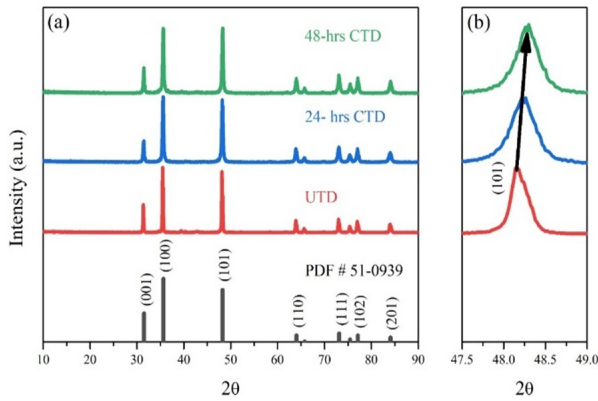 (a)
48-hrs CTD
24- hrs CTD
UTD
PDF # 51-0939
(001)
(100)
(101)
(110)
(111)
(102)
(201)
Intensity (a.u.)
10 20 30 40 50 60 70 80 90
2θ
(b)
(101)
47.5 48.0 48.5 49.0
2θ